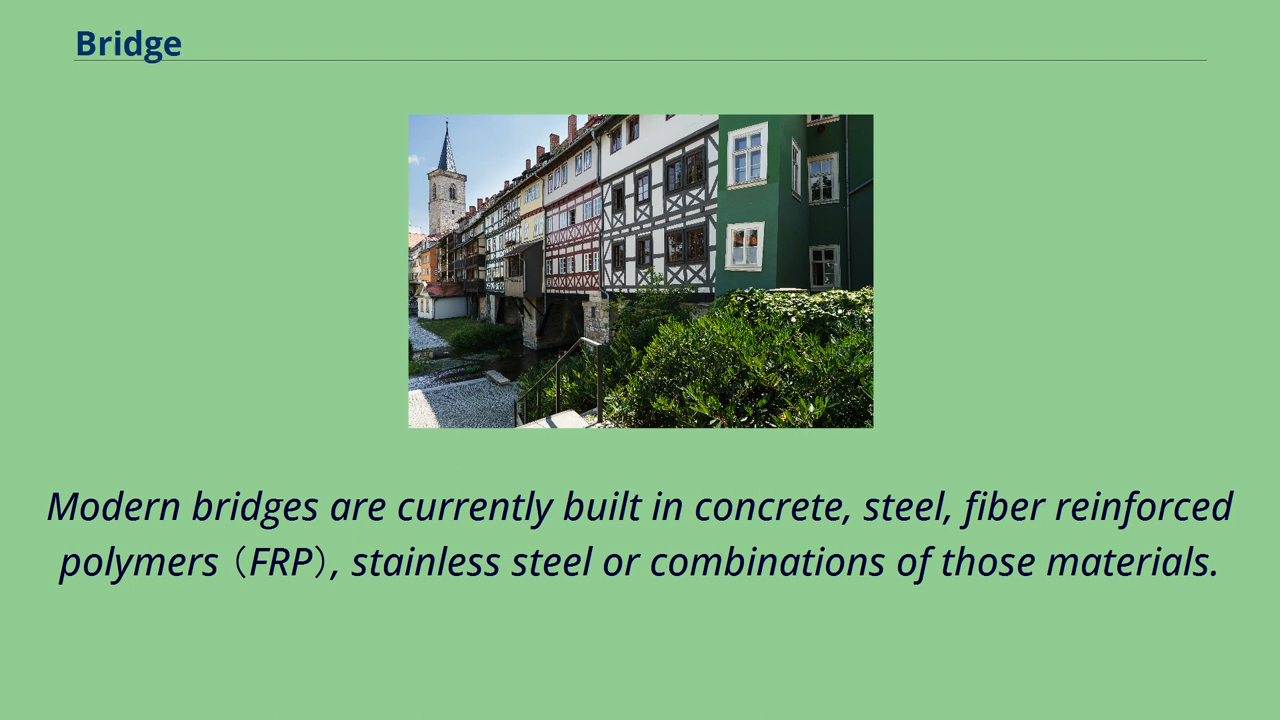 Bridge
Modern bridges are currently built in concrete, steel, fiber reinforced
polymers（FRP）, stainless steel or combinations of those materials.